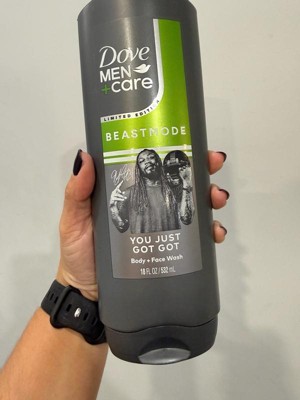 Dove
MEN
+care
LIMITED EDITION
BEASTMODE
YOU JUST
GOT GOT
Body + Face Wash
18 FL OZ / 532 mL